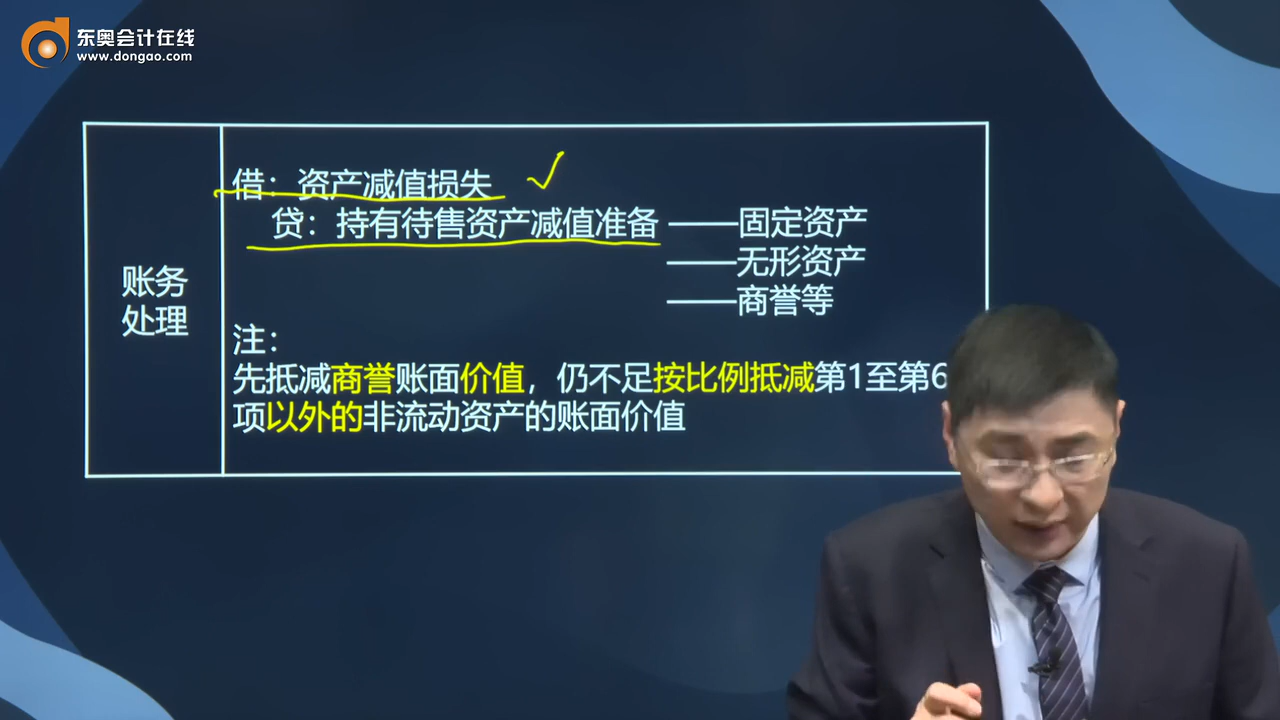 东奥会计在线
www.dongao.com
借：资产减值损失
贷：持有待售资产减值准备——固定资产
——无形资产
——商誉等
账务
处理
注：
先抵减商誉账面价值，仍不足按比例抵减第1至第6
项以外的非流动资产的账面价值